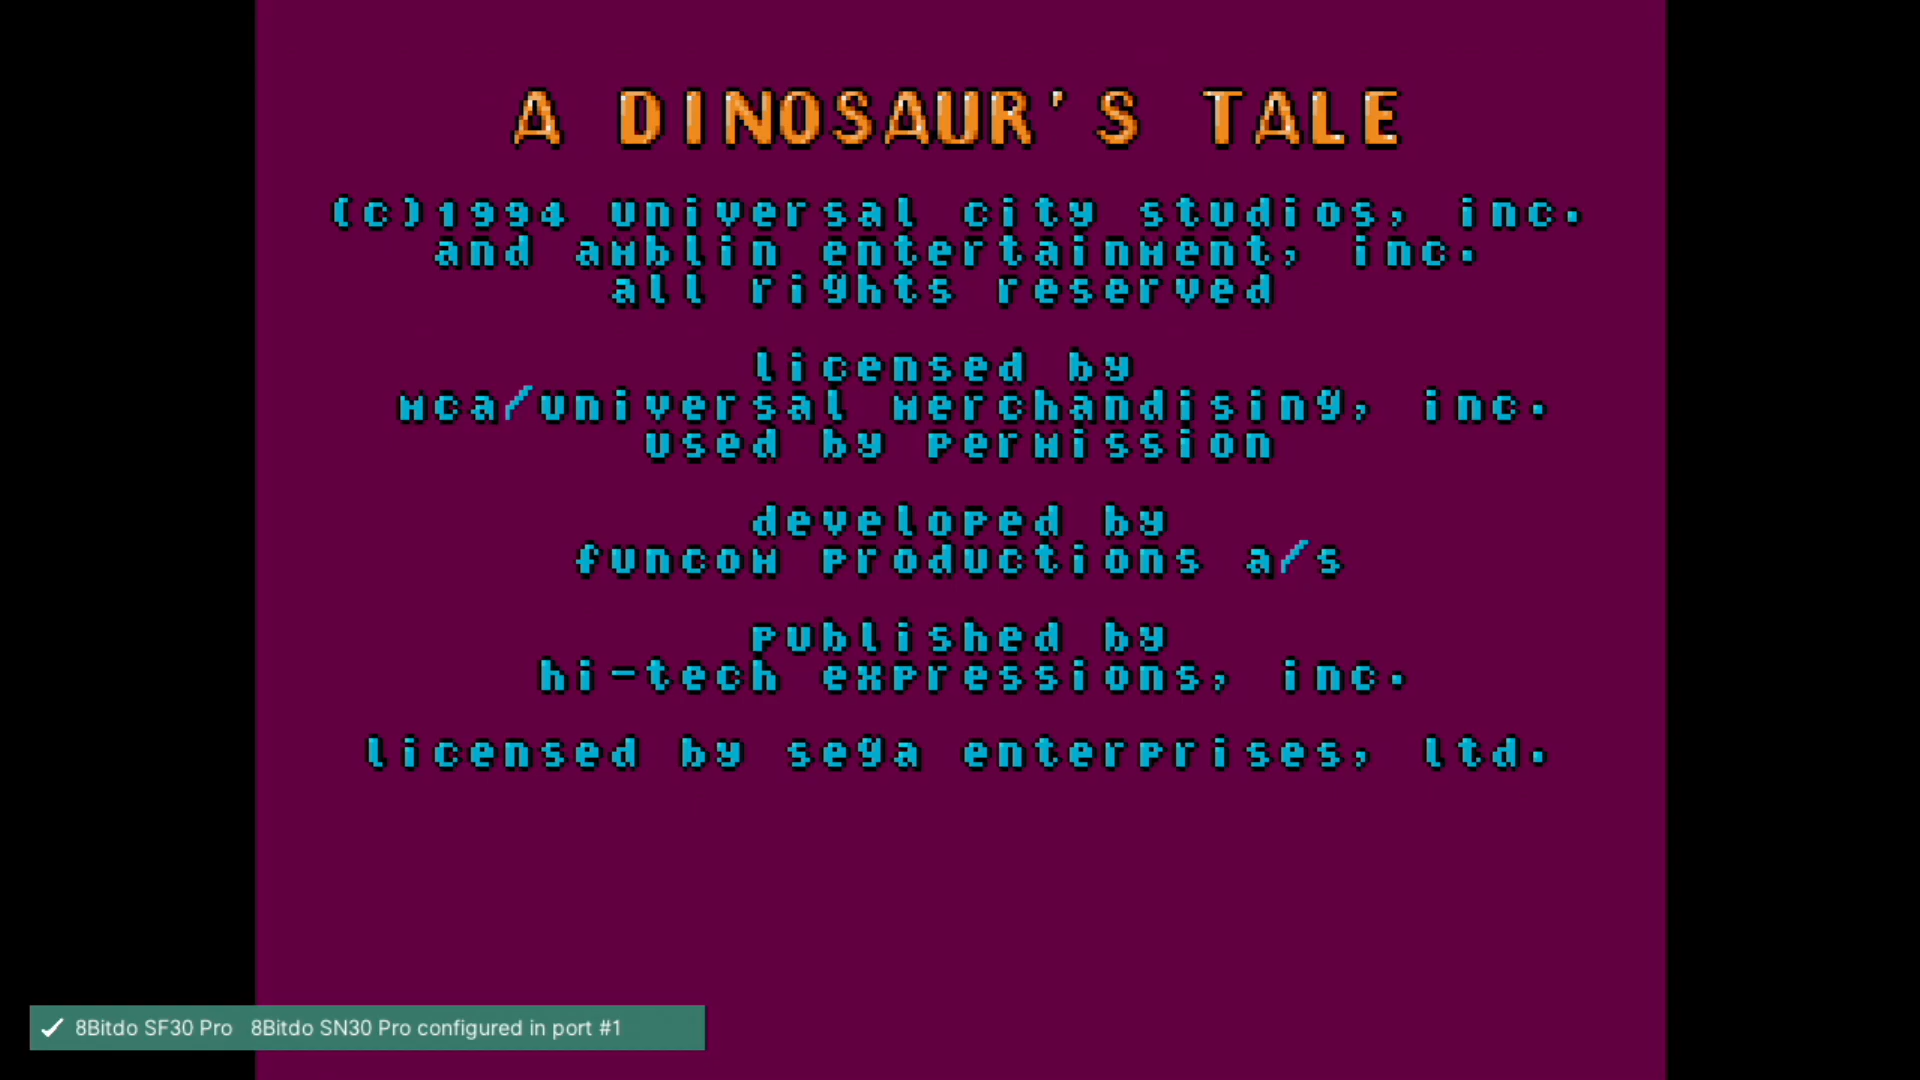 A DINOSAUR'S TALE
(c)1994 universal city studios, inc.
and amblin entertainment, inc.
all rights reserved
licensed by
mca/universal merchandising, inc.
used by permission
developed by
funcom productions a/s
published by
hi-tech expressions, inc.
licensed by sega enterprises, ltd.
8Bitdo SF30 Pro 8Bitdo SN30 Pro configured in port #1